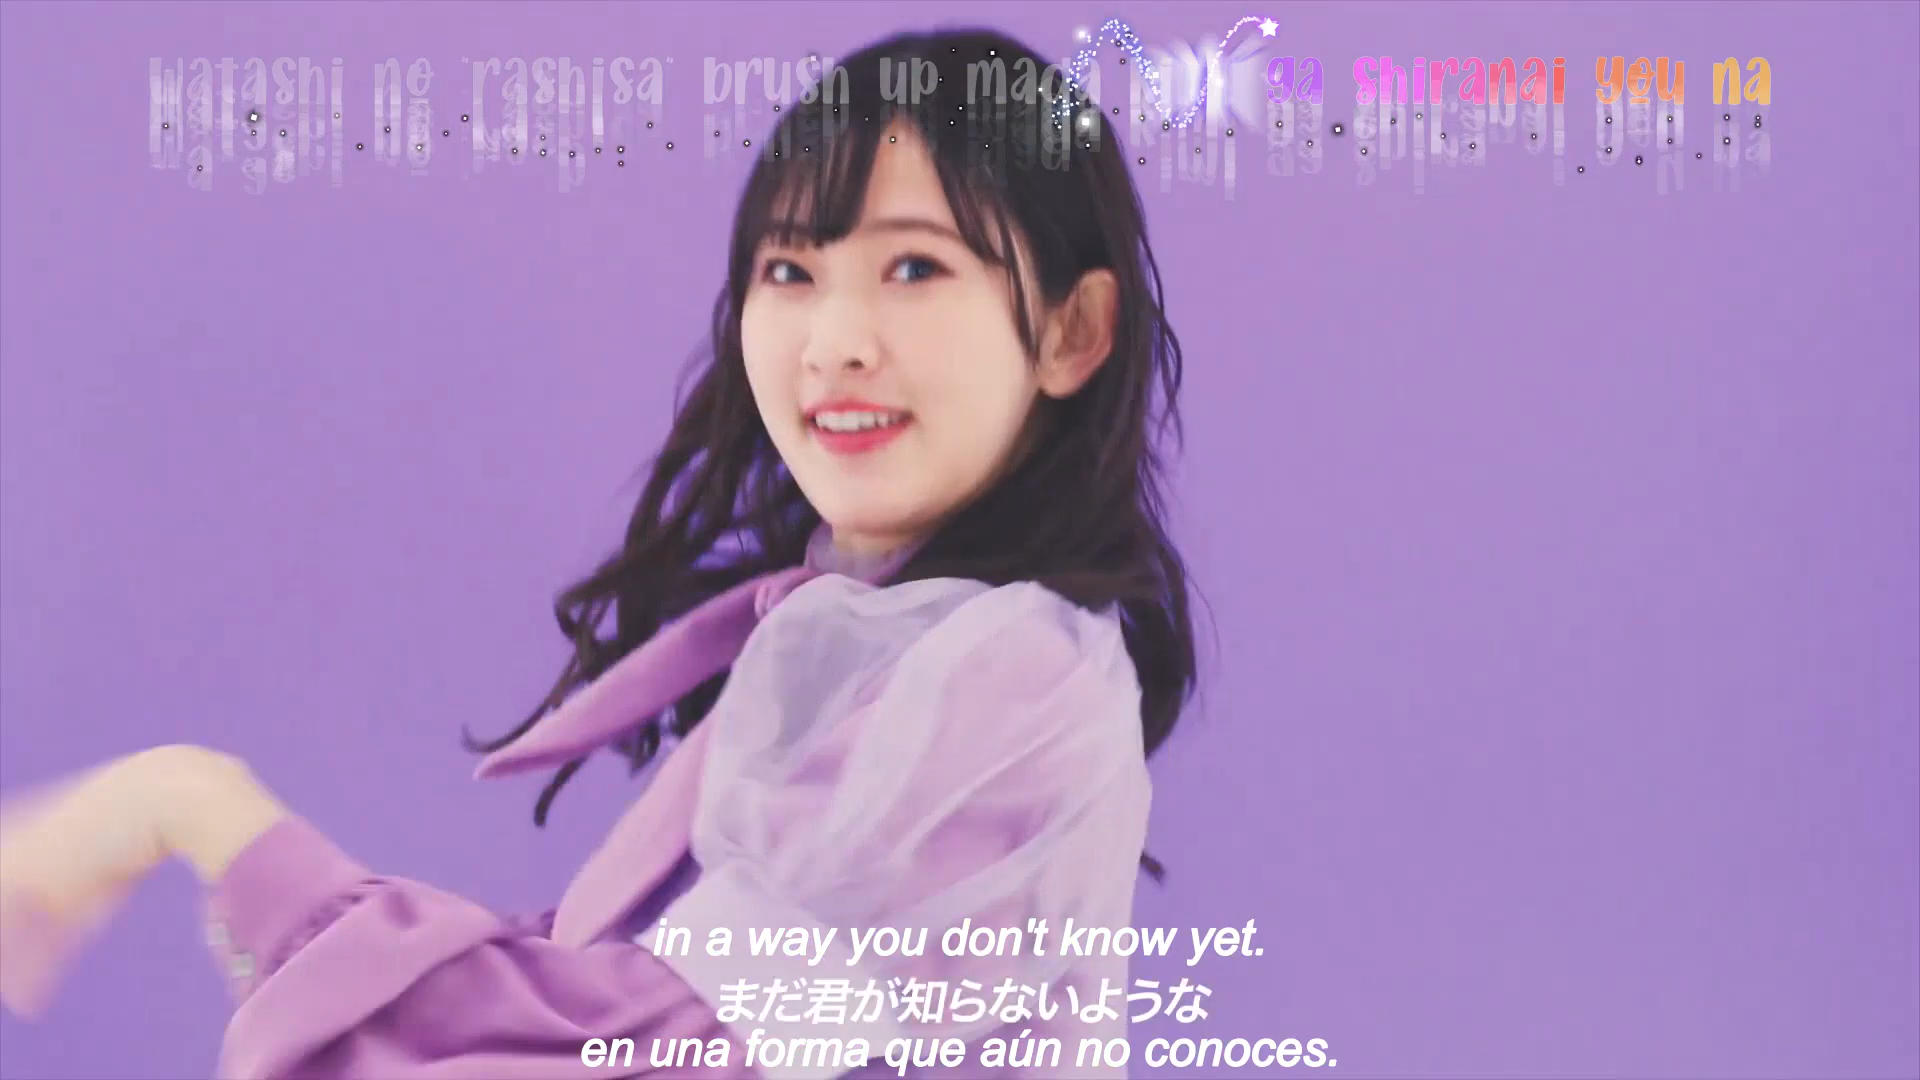 watashi no "rashisa" brush up mada kimi ga shiranai you na
in a way you don't know yet.
まだ君が知らないような
en una forma que aún no conoces.